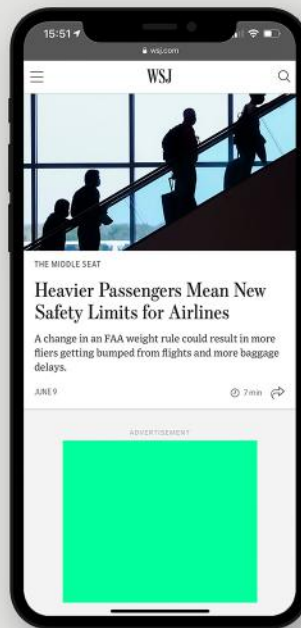 15:51
wsj.com
WSJ
THE MIDDLE SEAT
Heavier Passengers Mean New
Safety Limits for Airlines
A change in an FAA weight rule could result in more
fliers getting bumped from flights and more baggage
delays.
JUNE 9
7 min
ADVERTISEMENT